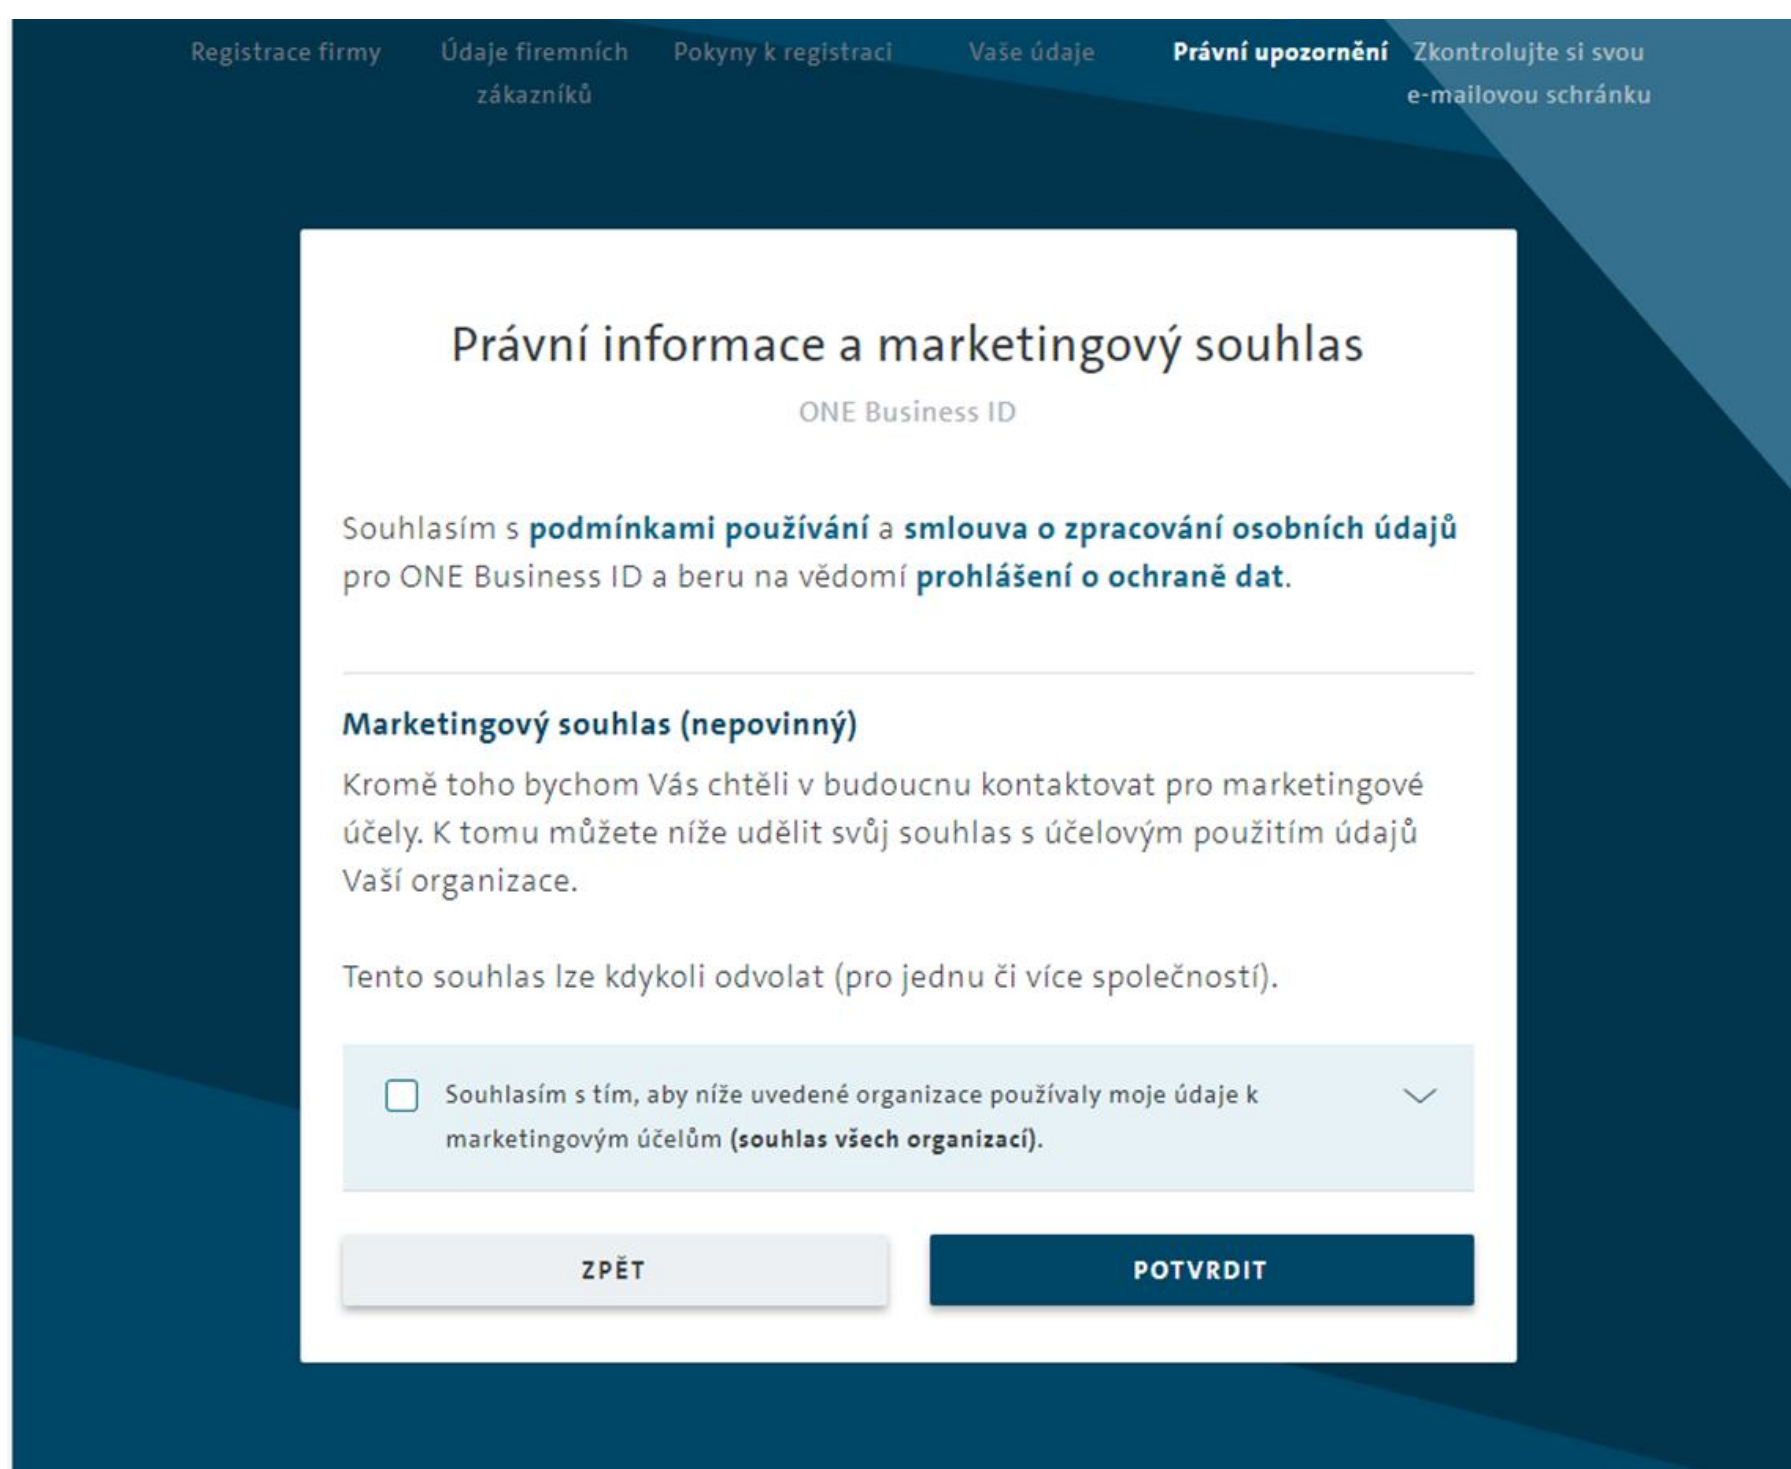 Registrace firmy
Údaje firemních
zákazníků
Pokyny k registraci
Vaše údaje
Právní upozornění
Zkontrolujte si svou
e-mailovou schránku
Právní informace a marketingový souhlas
ONE Business ID
Souhlasím s podmínkami používání a smlouva o zpracování osobních údajů
pro ONE Business ID a beru na vědomí prohlášení o ochraně dat.
Marketingový souhlas (nepovinný)
Kromě toho bychom Vás chtěli v budoucnu kontaktovat pro marketingové
účely. K tomu můžete níže udělit svůj souhlas s účelovým použitím údajů
Vaší organizace.
Tento souhlas lze kdykoli odvolat (pro jednu či více společností).
Souhlasím s tím, aby níže uvedené organizace používaly moje údaje k
marketingovým účelům (souhlas všech organizací).
ZPĚT
POTVRDIT